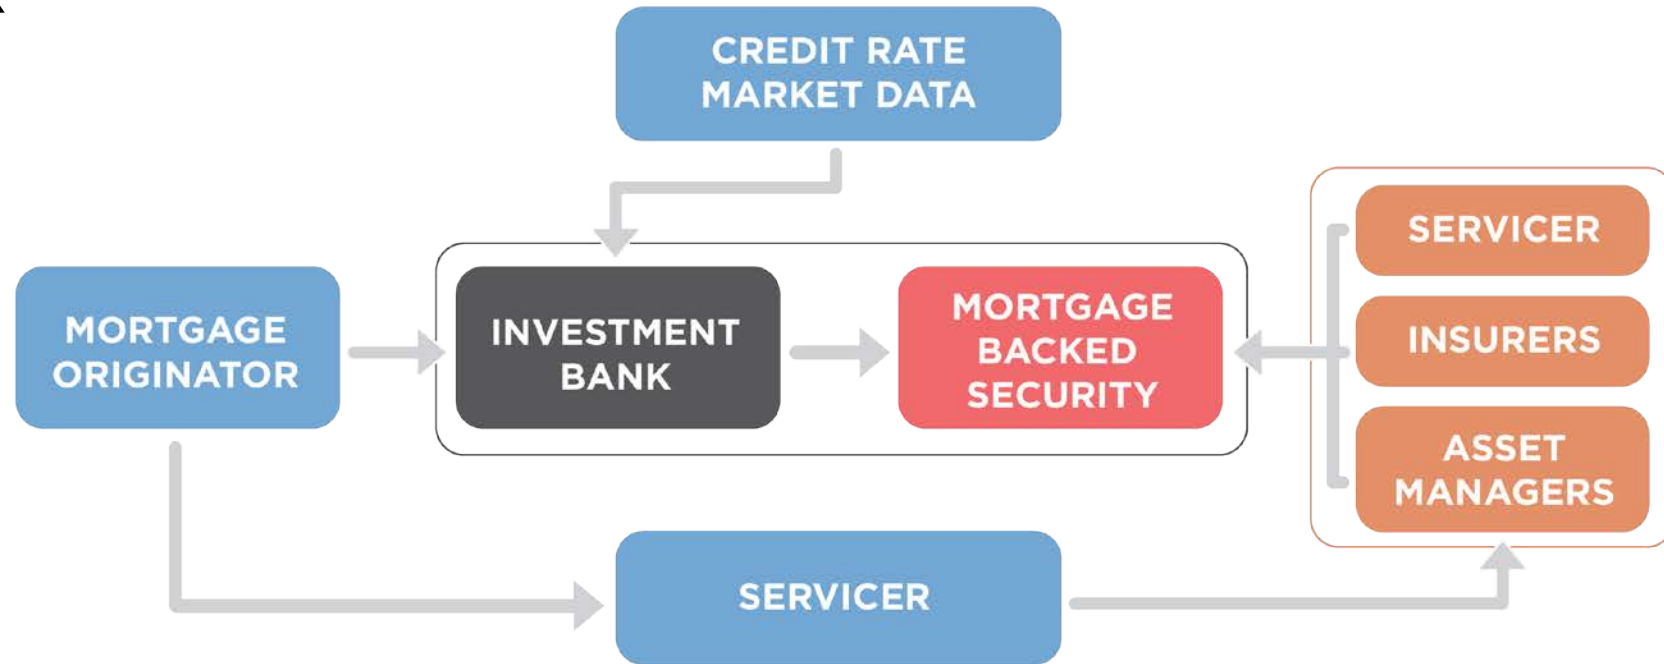 CREDIT RATE
MARKET DATA
MORTGAGE
ORIGINATOR
INVESTMENT
BANK
MORTGAGE
BACKED
SECURITY
SERVICER
INSURERS
ASSET
MANAGERS
SERVICER